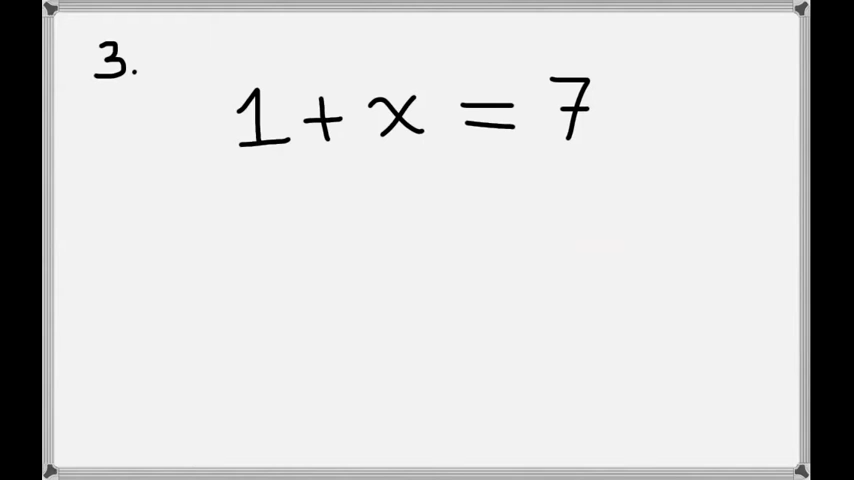 3.
1 + x = 7